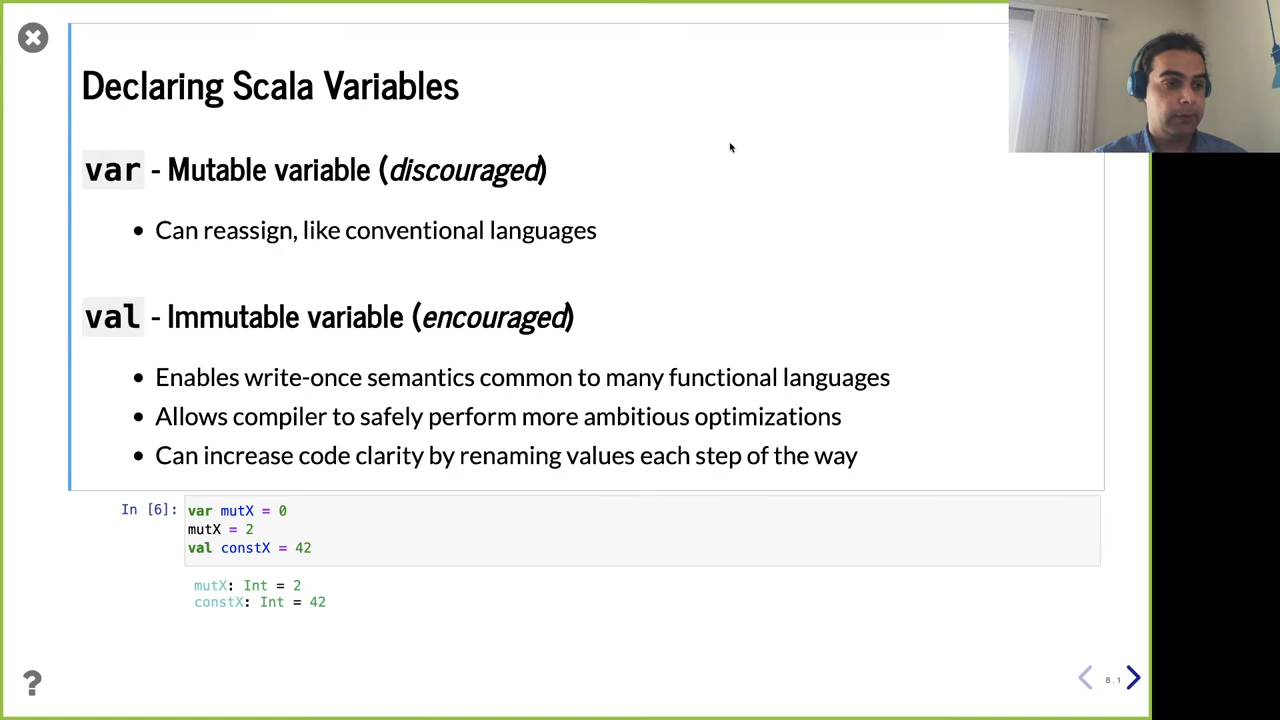 Declaring Scala Variables
var - Mutable variable (discouraged)
• Can reassign, like conventional languages
val - Immutable variable (encouraged)
• Enables write-once semantics common to many functional languages
• Allows compiler to safely perform more ambitious optimizations
• Can increase code clarity by renaming values each step of the way
In [6]: var mutX = 0
mutX = 2
val constX = 42
mutX: Int = 2
constX: Int = 42
?
8.1